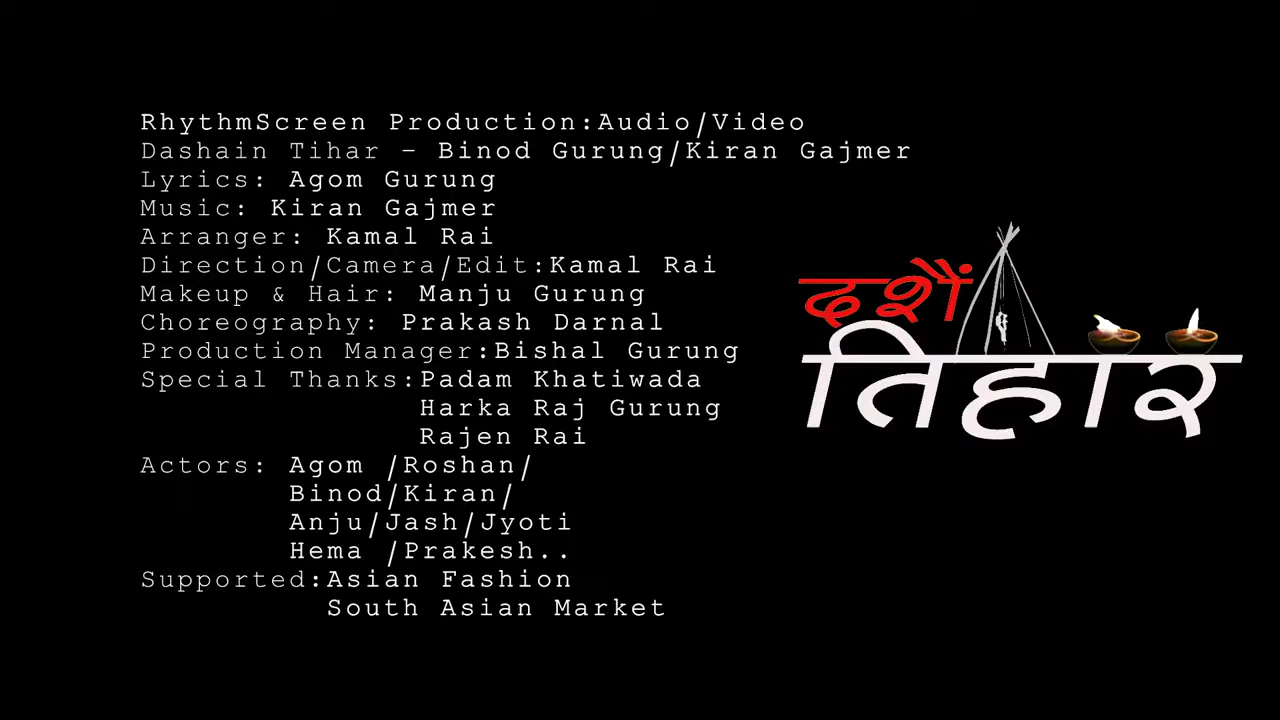 RhythmScreen Production:Audio/Video
Dashain Tihar - Binod Gurung/Kiran Gajmer
Lyrics: Agom Gurung
Music: Kiran Gajmer
Arranger: Kamal Rai
Direction/Camera/Edit:Kamal Rai
Makeup & Hair: Manju Gurung
Choreography: Prakash Darnal
Production Manager:Bishal Gurung
Special Thanks:Padam Khatiwada
Harka Raj Gurung
Rajen Rai
Actors: Agom /Roshan/
Binod/Kiran/
Anju/Jash/Jyoti
Hema /Prakesh..
Supported:Asian Fashion
South Asian Market
दशैं
तिहार